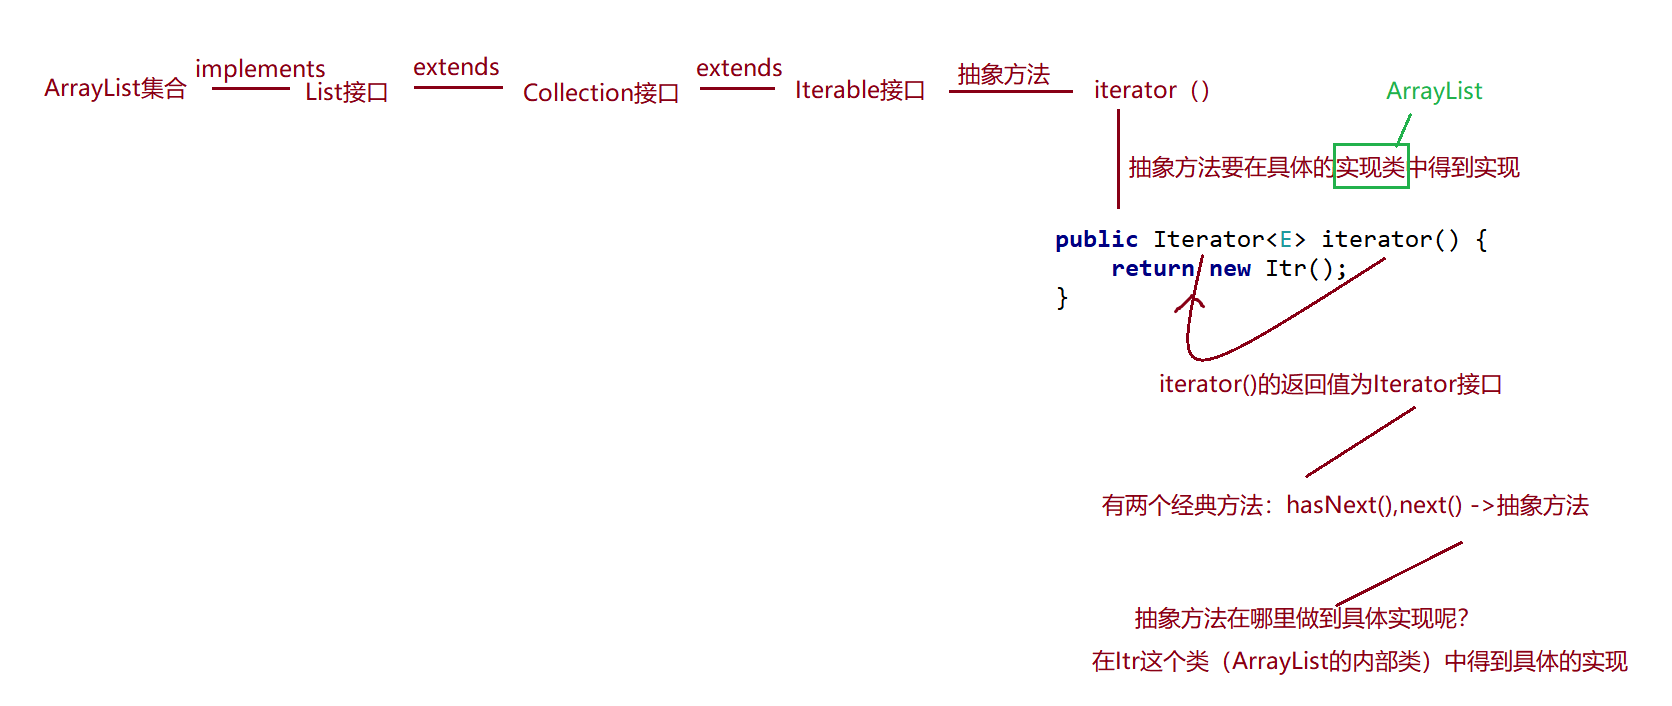 ArrayList集合 implements List接口 extends Collection接口 extends Iterable接口 抽象方法 iterator（）
ArrayList
抽象方法要在具体的实现类中得到实现
public Iterator<E> iterator() {
return new Itr();
}
iterator()的返回值为Iterator接口
有两个经典方法：hasNext(),next() ->抽象方法
抽象方法在哪里做到具体实现呢？
在Itr这个类（ArrayList的内部类）中得到具体的实现